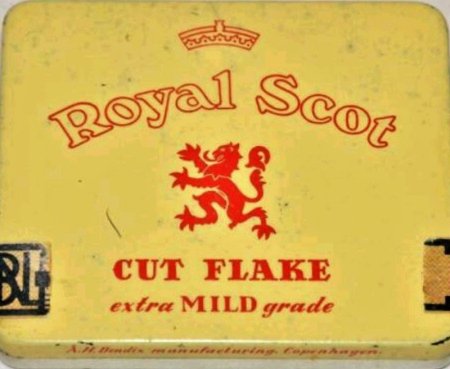 Royal Scot
CUT FLAKE
extra MILD grade
A.H. Bendix manufacturing. Copenhagen.